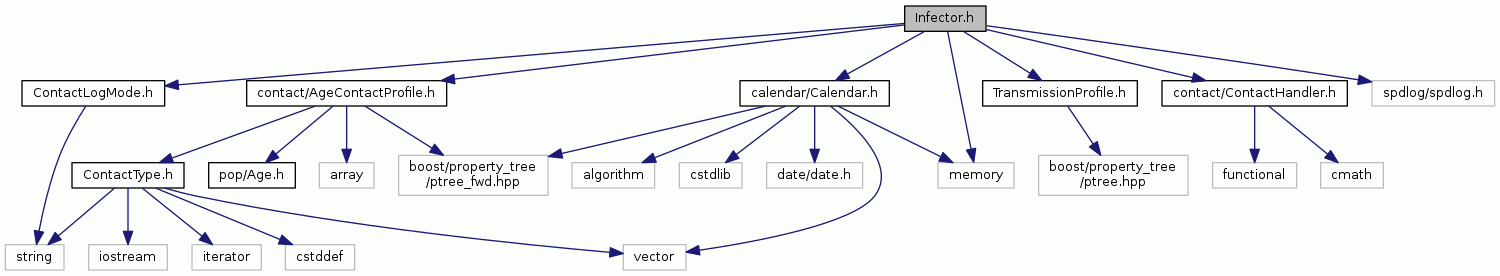 Infector.h
ContactLogMode.h
contact/AgeContactProfile.h
calendar/Calendar.h
TransmissionProfile.h
contact/ContactHandler.h
spdlog/spdlog.h
ContactType.h
pop/Age.h
array
boost/property_tree
/ptree_fwd.hpp
algorithm
cstdlib
date/date.h
memory
boost/property_tree
/ptree.hpp
functional
cmath
string
iostream
iterator
cstddef
vector